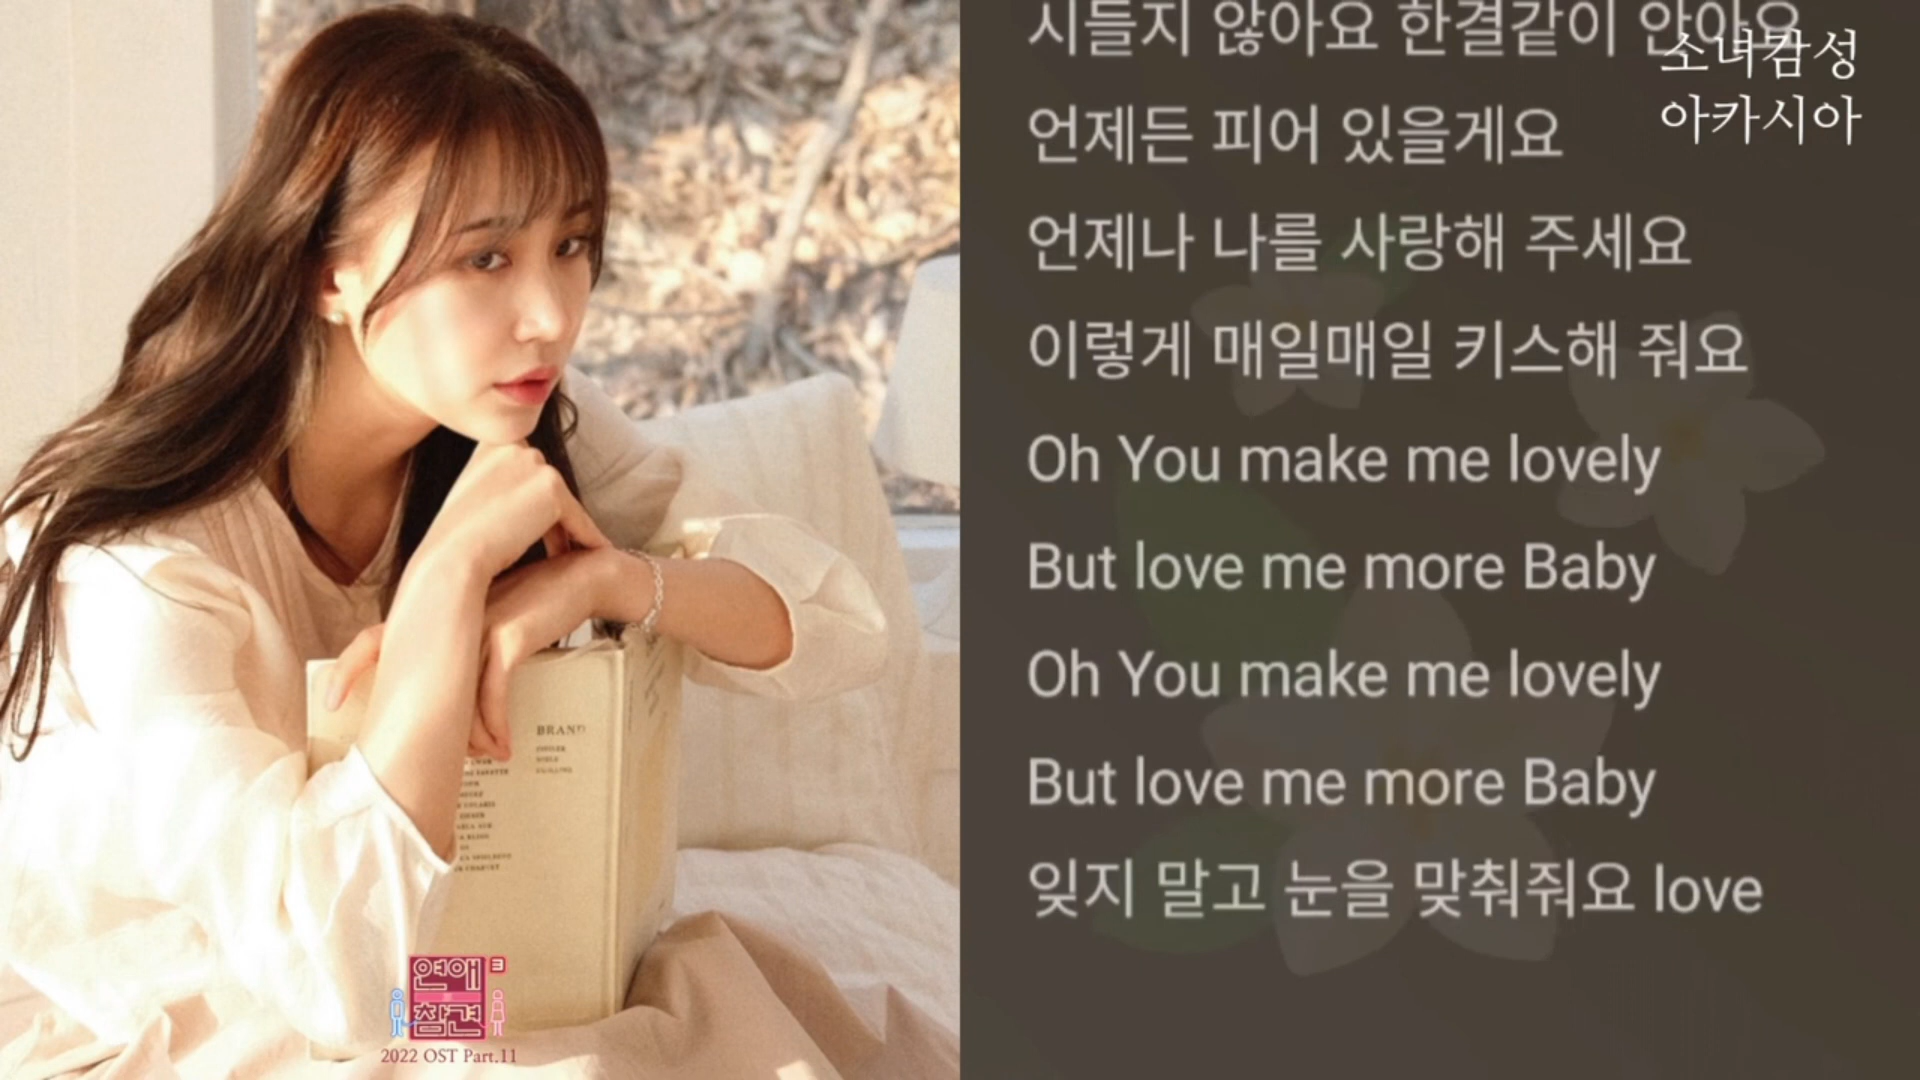 시들지 않아요 한결같이 안아요
소녀감성
아카시아
언제든 피어 있을게요
언제나 나를 사랑해 주세요
이렇게 매일매일 키스해 줘요
Oh You make me lovely
But love me more Baby
Oh You make me lovely
But love me more Baby
잊지 말고 눈을 맞춰줘요 love
BRAND
연애 3
참견
2022 OST Part.11